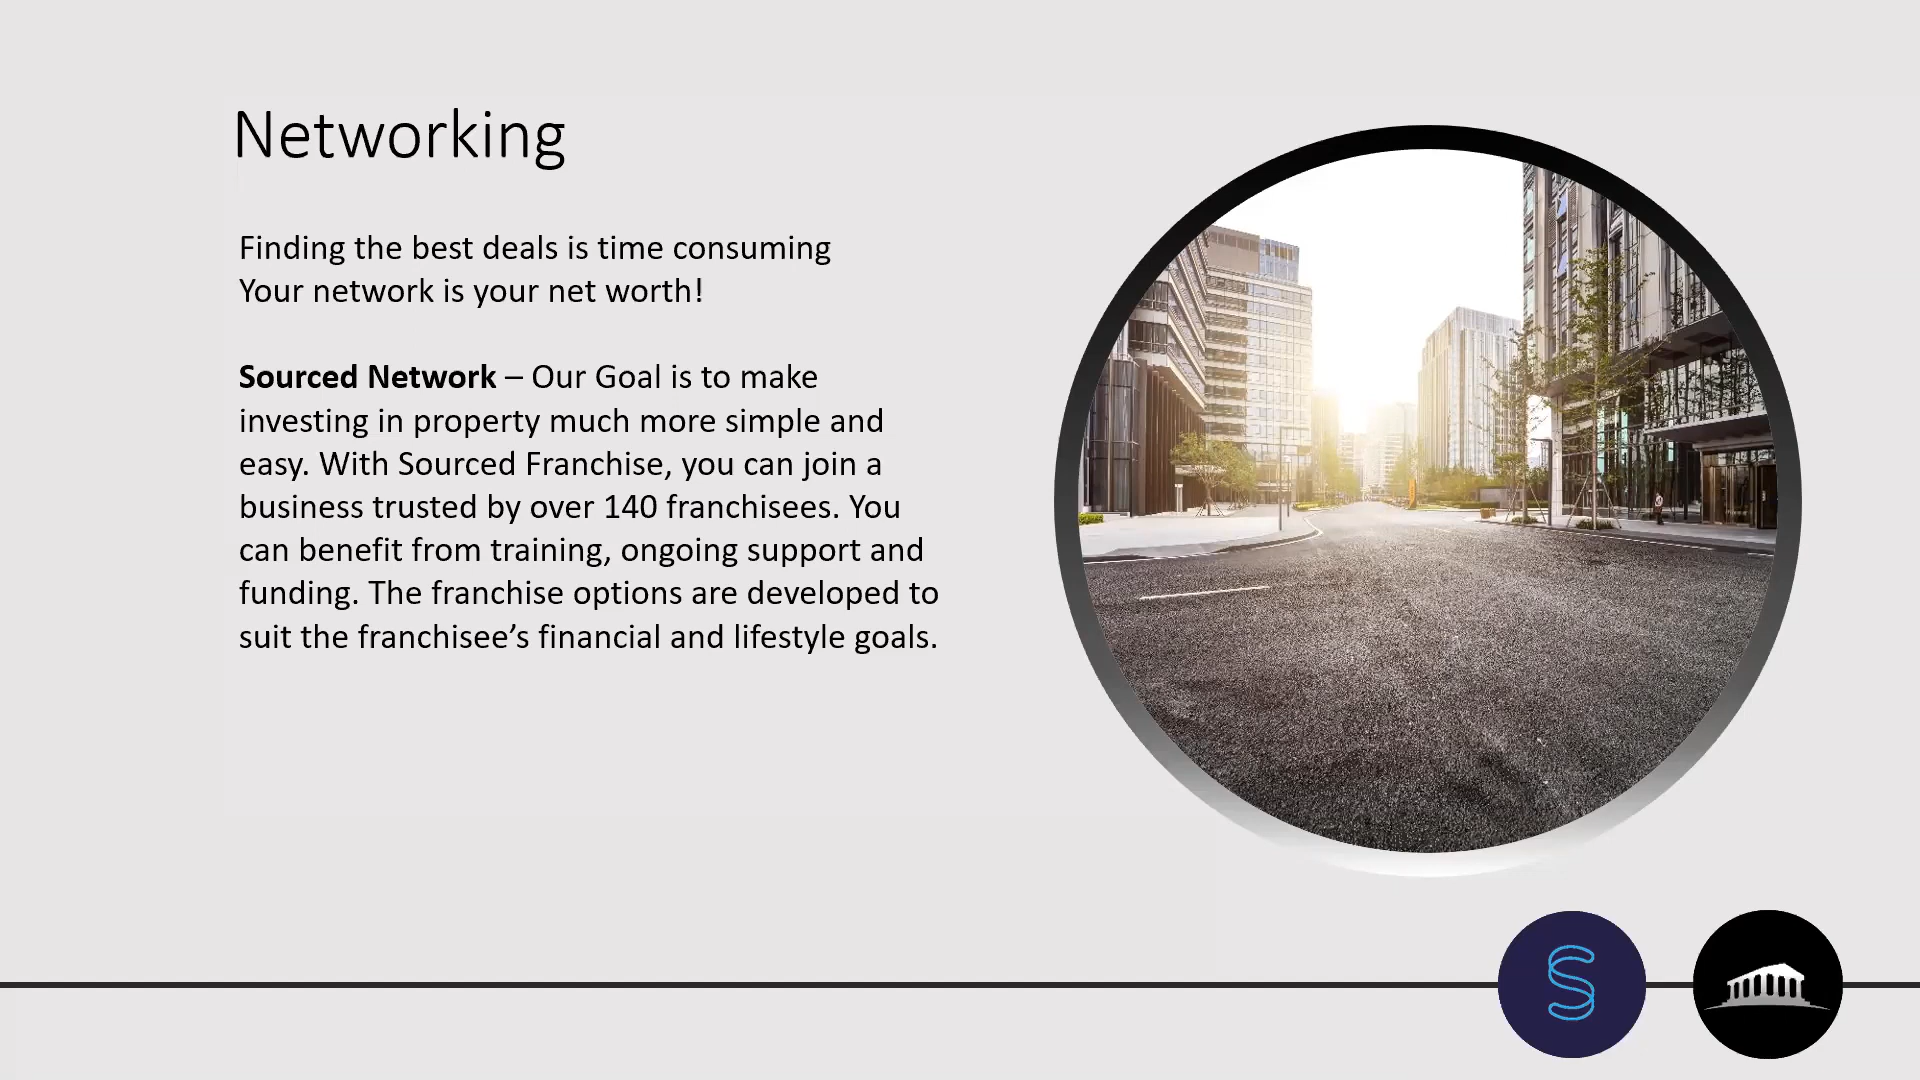 Networking
Finding the best deals is time consuming
Your network is your net worth!
Sourced Network – Our Goal is to make
investing in property much more simple and
easy. With Sourced Franchise, you can join a
business trusted by over 140 franchisees. You
can benefit from training, ongoing support and
funding. The franchise options are developed to
suit the franchisee’s financial and lifestyle goals.